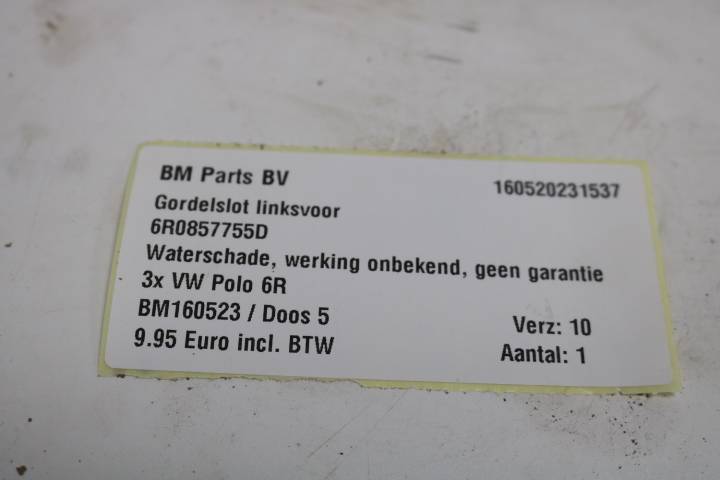 BM Parts BV
160520231537
Gordelslot linksvoor
6R0857755D
Waterschade, werking onbekend, geen garantie
3x VW Polo 6R
BM160523 / Doos 5
Verz: 10
9.95 Euro incl. BTW
Aantal: 1